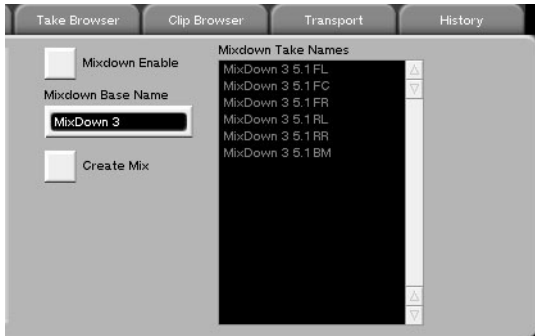 Take Browser
Clip Browser
Transport
History
Mixdown Enable
Mixdown Base Name
MixDown 3
Create Mix
Mixdown Take Names
MixDown 3 5.1 FL
MixDown 3 5.1 FC
MixDown 3 5.1 FR
MixDown 3 5.1 RL
MixDown 3 5.1 RR
MixDown 3 5.1 BM